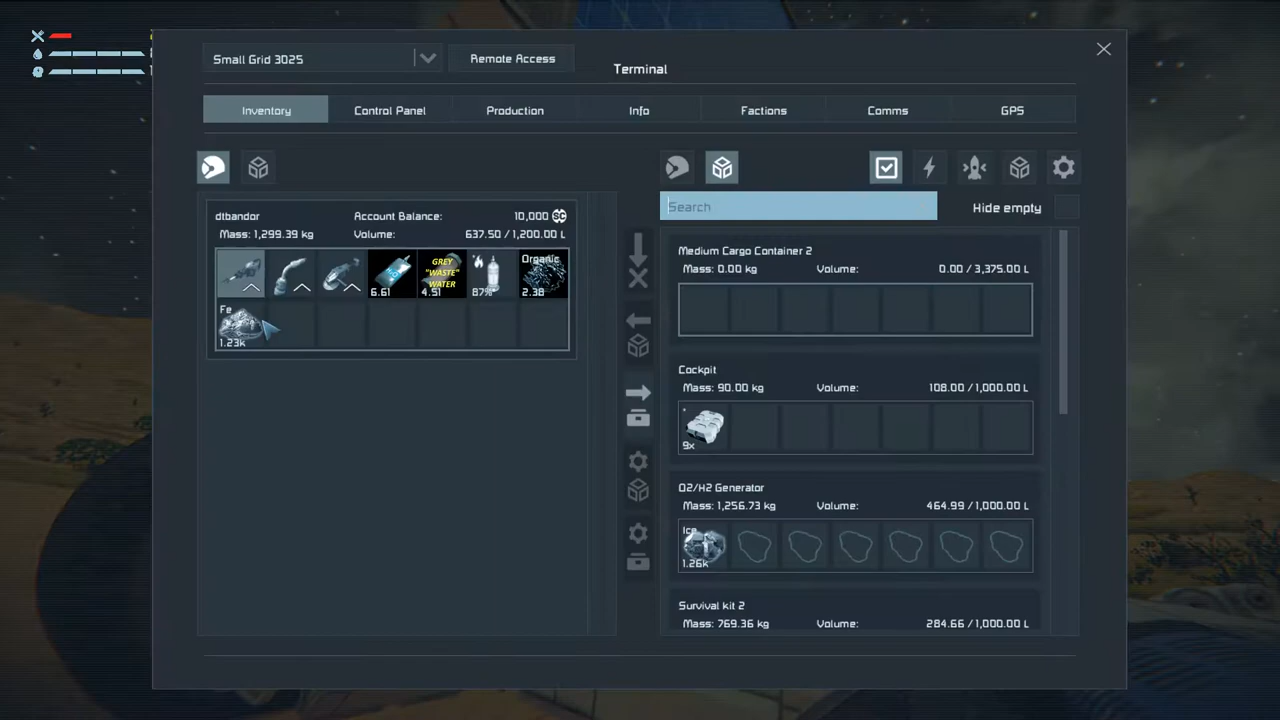 Small Grid 3025
Remote Access
Terminal
Inventory
Control Panel
Production
Info
Factions
Comms
GPS
Search
Hide empty
dtbandor
Account Balance:
10,000 SC
Mass: 1,299.39 kg
Volume:
637.50 / 1,200.00 L
6.61
GREY
"WASTE"
WATER
4.51
87%
Organic
2.38
Fe
1.23k
Medium Cargo Container 2
Mass: 0.00 kg
Volume:
0.00 / 3,375.00 L
Cockpit
Mass: 90.00 kg
Volume:
108.00 / 1,000.00 L
9x
O2/H2 Generator
Mass: 1,256.73 kg
Volume:
464.99 / 1,000.00 L
Ice
1.26k
Survival kit 2
Mass: 769.36 kg
Volume:
284.66 / 1,000.00 L